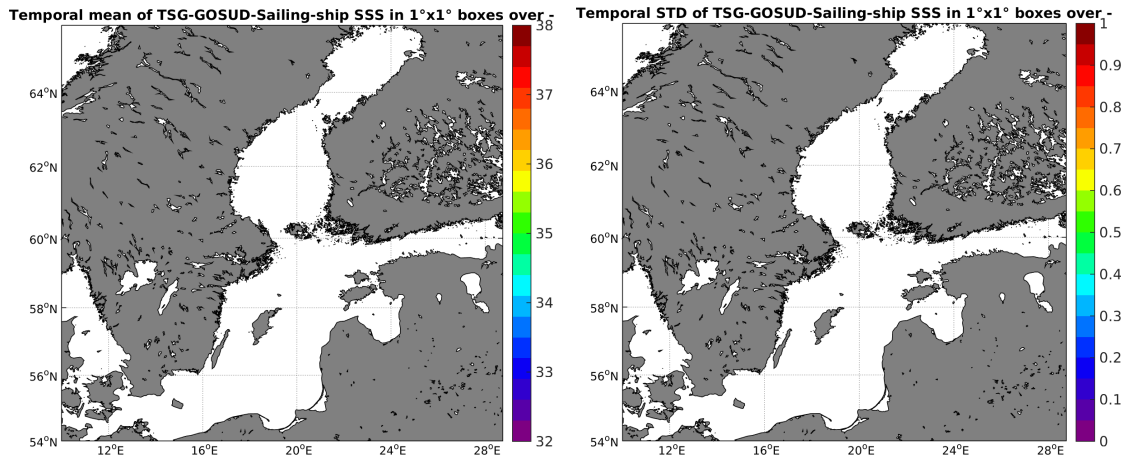 Temporal mean of TSG-GOSUD-Sailing-ship SSS in 1°x1° boxes over -
64°N
62°N
60°N
58°N
56°N
54°N
12°E
16°E
20°E
24°E
28°E
38
37
36
35
34
33
32
Temporal STD of TSG-GOSUD-Sailing-ship SSS in 1°x1° boxes over -
64°N
62°N
60°N
58°N
56°N
54°N
12°E
16°E
20°E
24°E
28°E
1
0.9
0.8
0.7
0.6
0.5
0.4
0.3
0.2
0.1
0